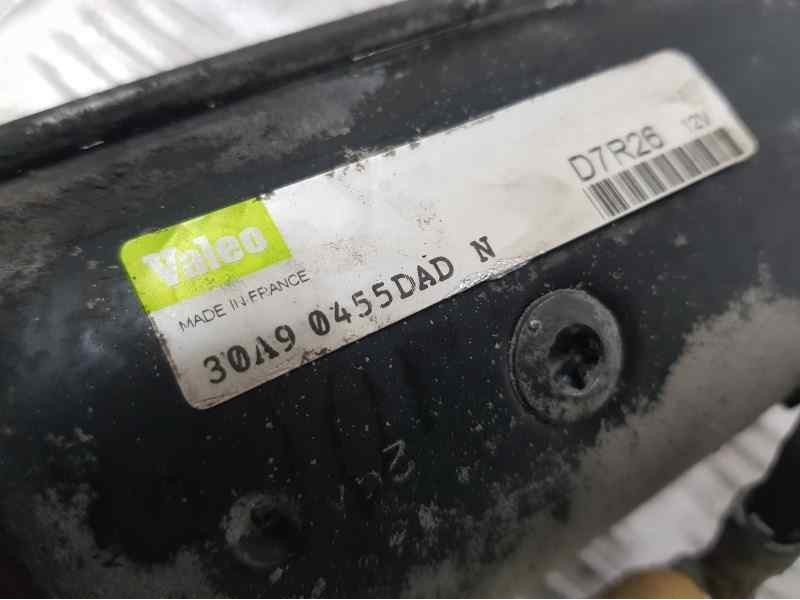 Valeo
MADE IN FRANCE
30A9 0455DAD N
D7R26 12V